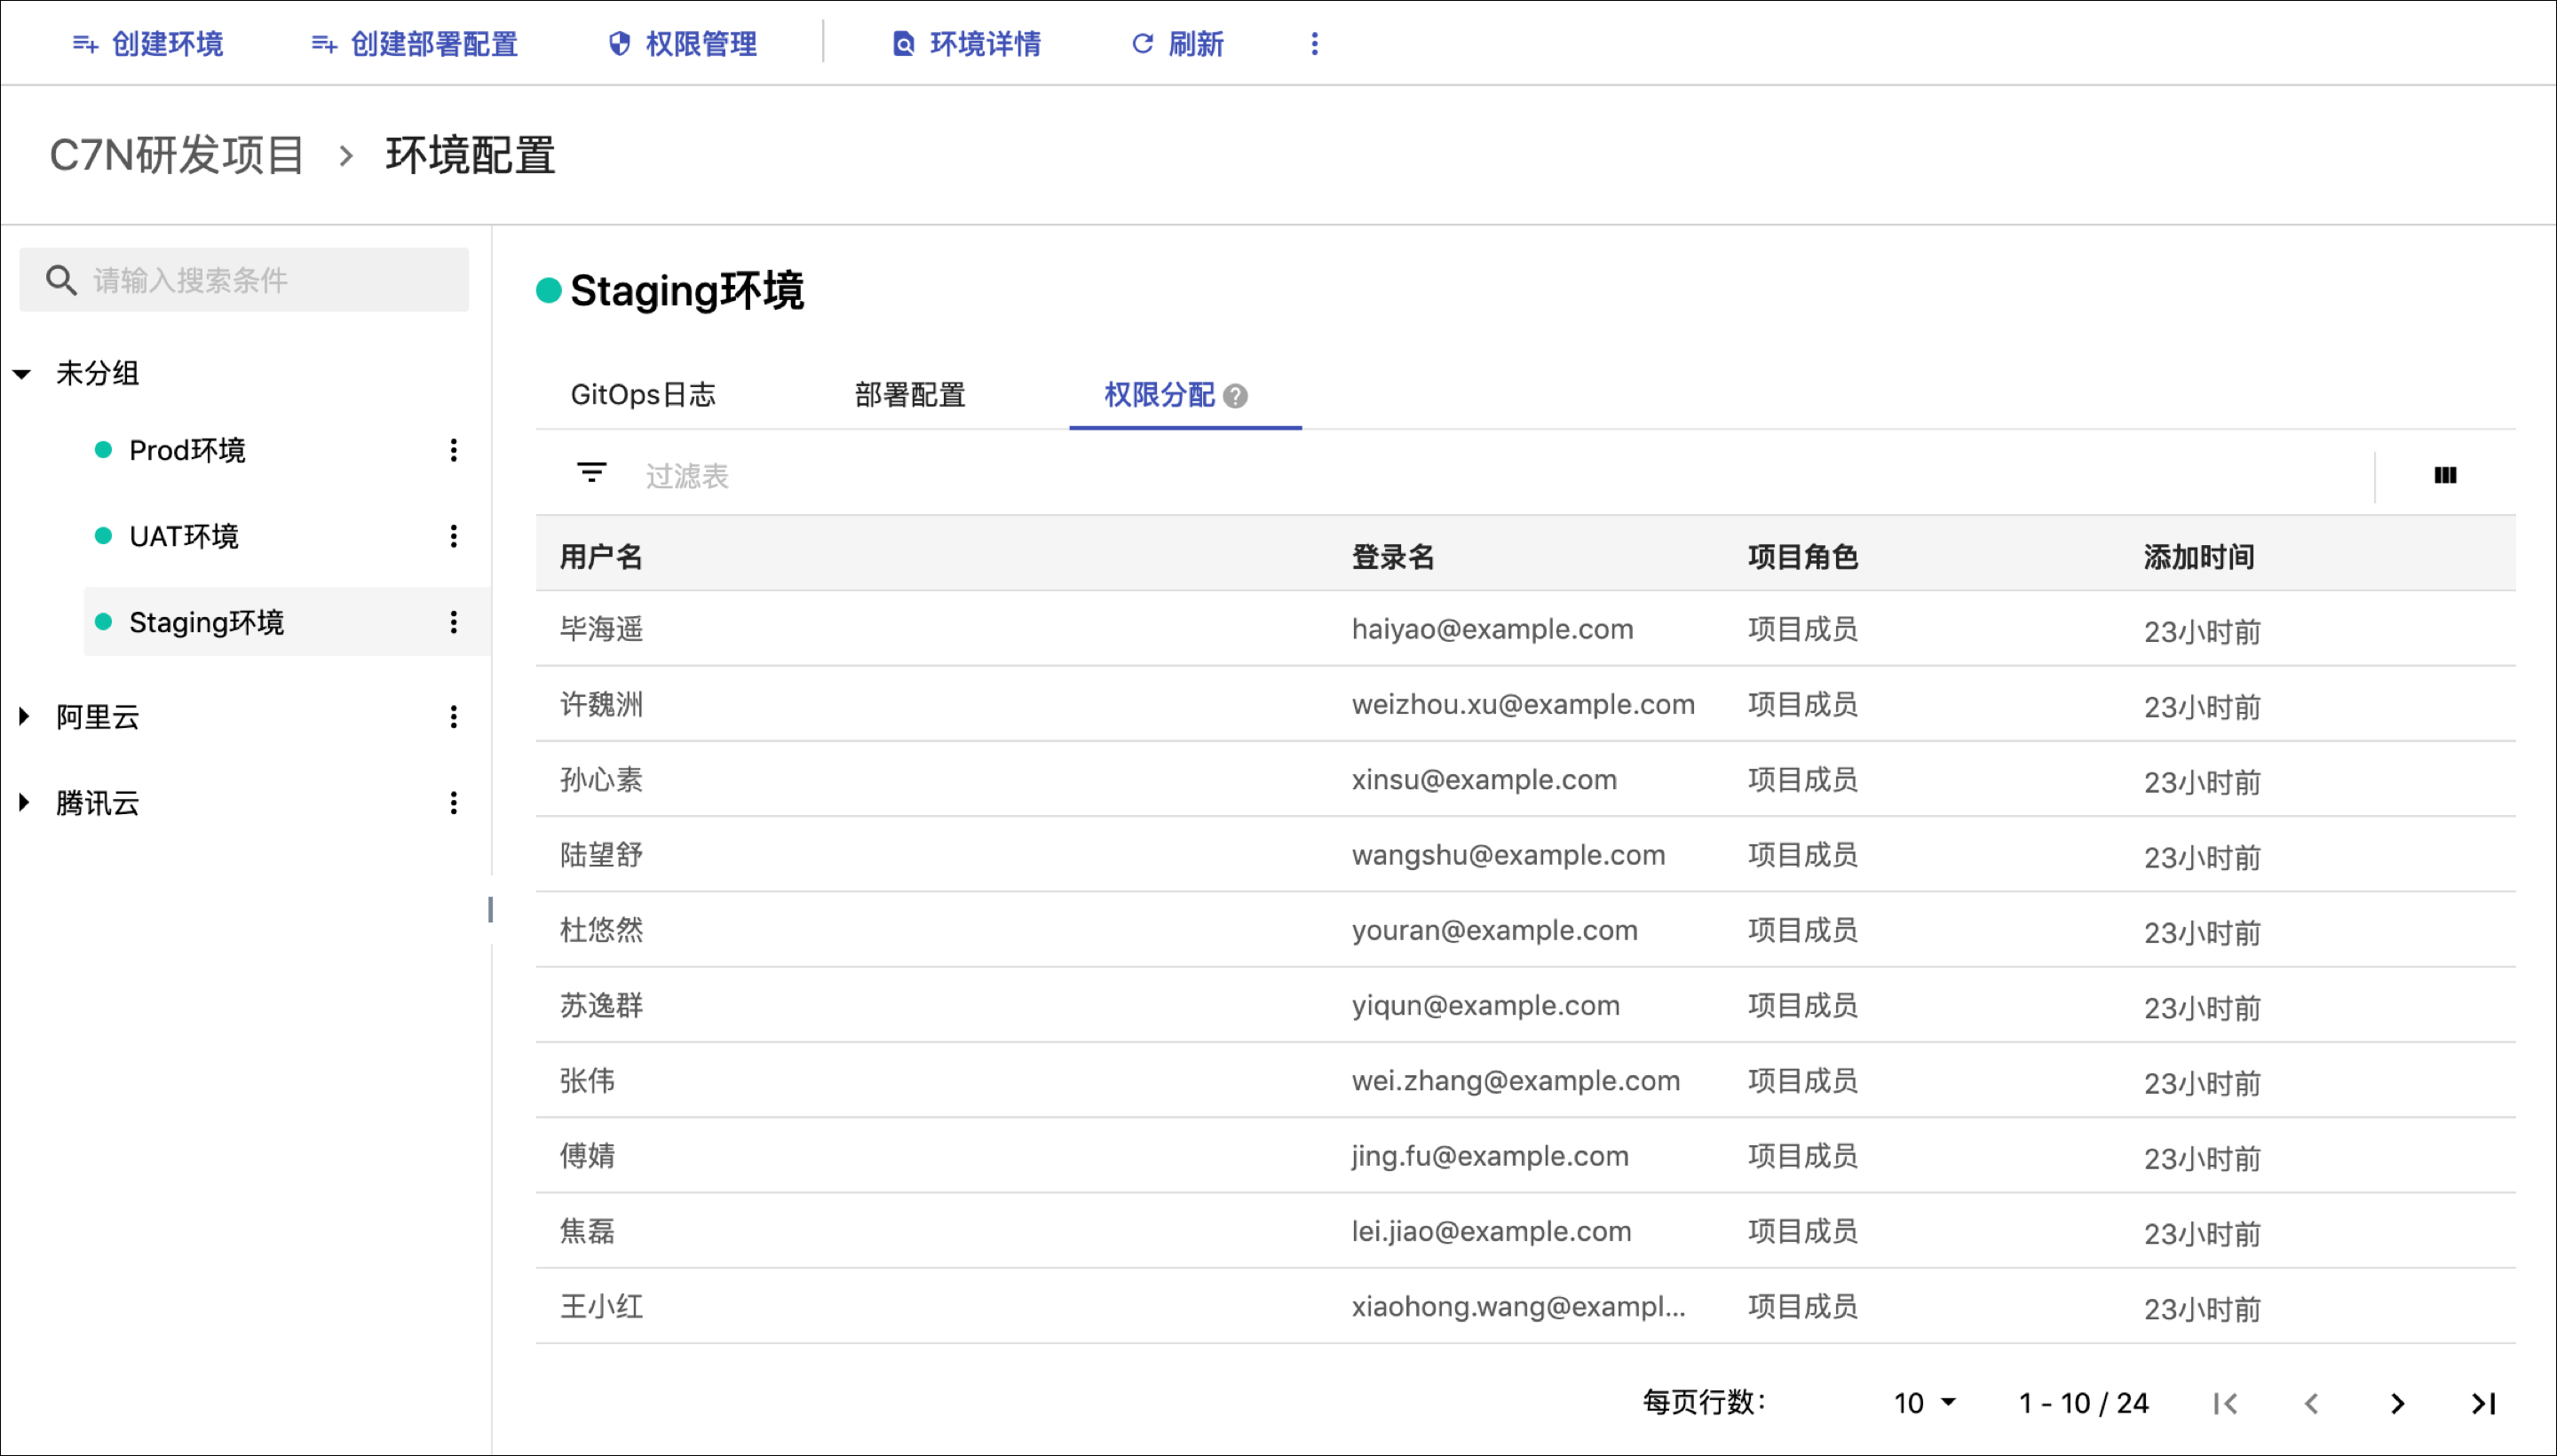 创建环境 创建部署配置 权限管理 环境详情 刷新
C7N研发项目 > 环境配置
请输入搜索条件
未分组
Prod环境
UAT环境
Staging环境
阿里云
腾讯云
Staging环境
GitOps日志 部署配置 权限分配 ?
过滤表
用户名 登录名 项目角色 添加时间
毕海遥 haiyao@example.com 项目成员 23小时前
许魏洲 weizhou.xu@example.com 项目成员 23小时前
孙心素 xinsu@example.com 项目成员 23小时前
陆望舒 wangshu@example.com 项目成员 23小时前
杜悠然 youran@example.com 项目成员 23小时前
苏逸群 yiqun@example.com 项目成员 23小时前
张伟 wei.zhang@example.com 项目成员 23小时前
傅婧 jing.fu@example.com 项目成员 23小时前
焦磊 lei.jiao@example.com 项目成员 23小时前
王小红 xiaohong.wang@exampl... 项目成员 23小时前
每页行数： 10 1 - 10 / 24